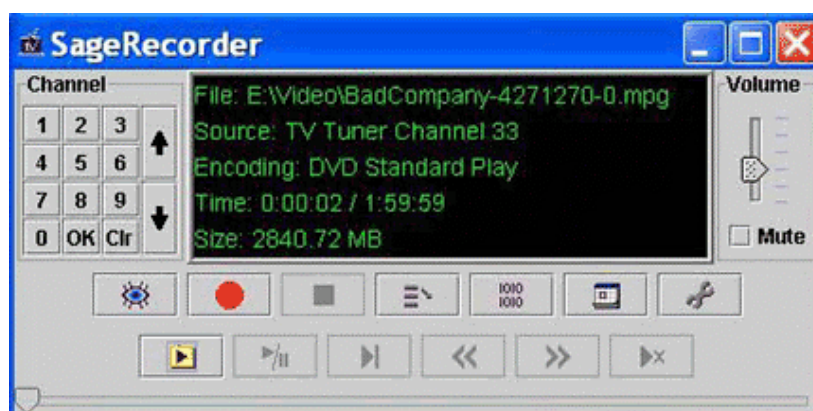 SageRecorder
Channel
1 2 3
4 5 6
7 8 9
0 OK Clr
File: E:\Video\BadCompany-4271270-0.mpg
Source: TV Tuner Channel 33
Encoding: DVD Standard Play
Time: 0:00:02 / 1:59:59
Size: 2840.72 MB
Volume
Mute
1010
1010